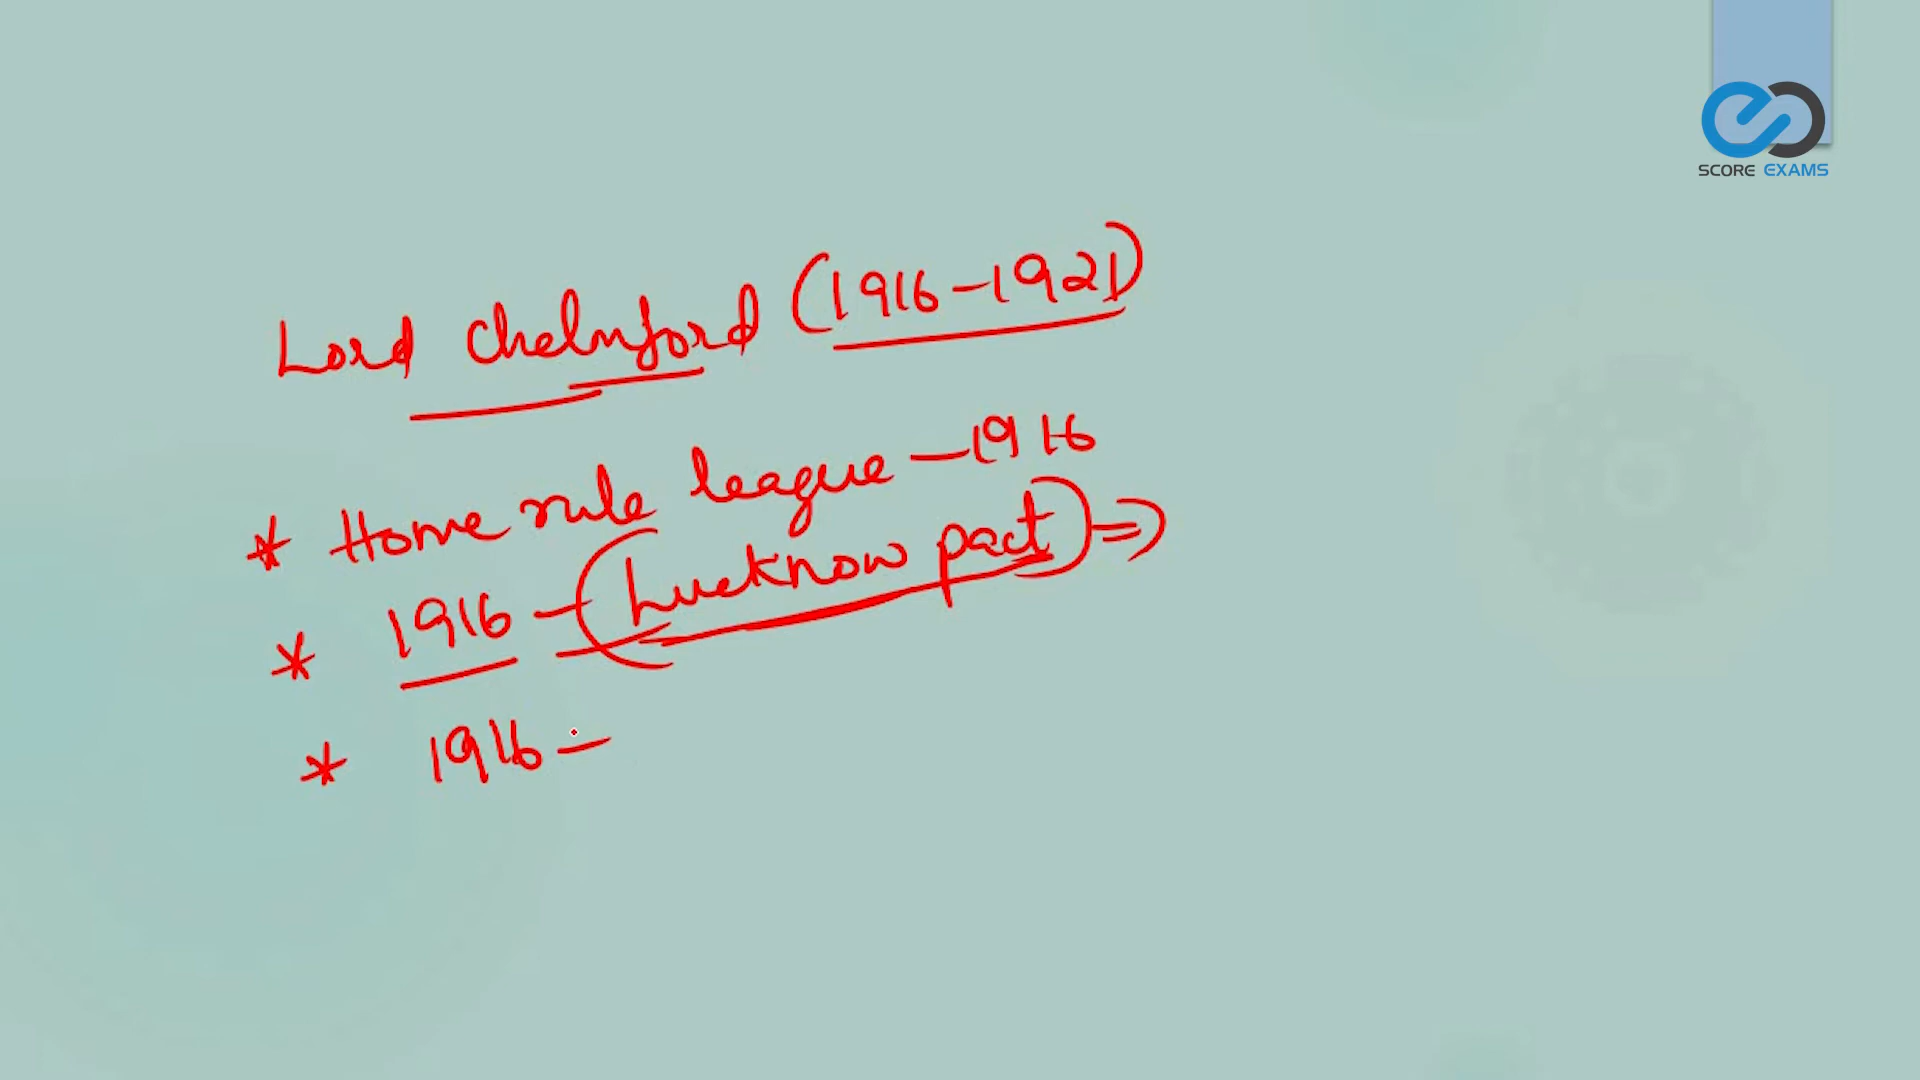 SCORE EXAMS
Lord Chelmford (1916-1921)
* Home rule league - 1916
* 1916 - (Lucknow pact) =>
* 1916 -